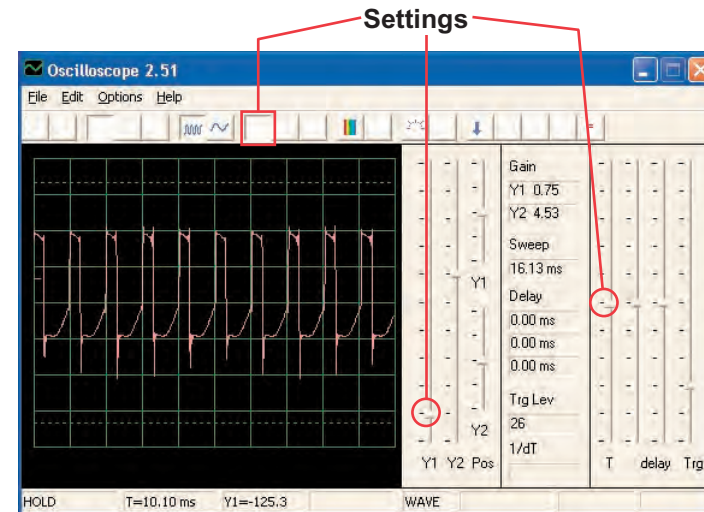 Settings
Oscilloscope 2.51
File Edit Options Help
Gain
Y1 0.75
Y2 4.53
Sweep
16.13 ms
Y1
Delay
0.00 ms
0.00 ms
0.00 ms
Trg Lev
26
Y2
1/dT
Y1 Y2 Pos
T delay Trg
HOLD T=10.10 ms Y1=-125.3 WAVE